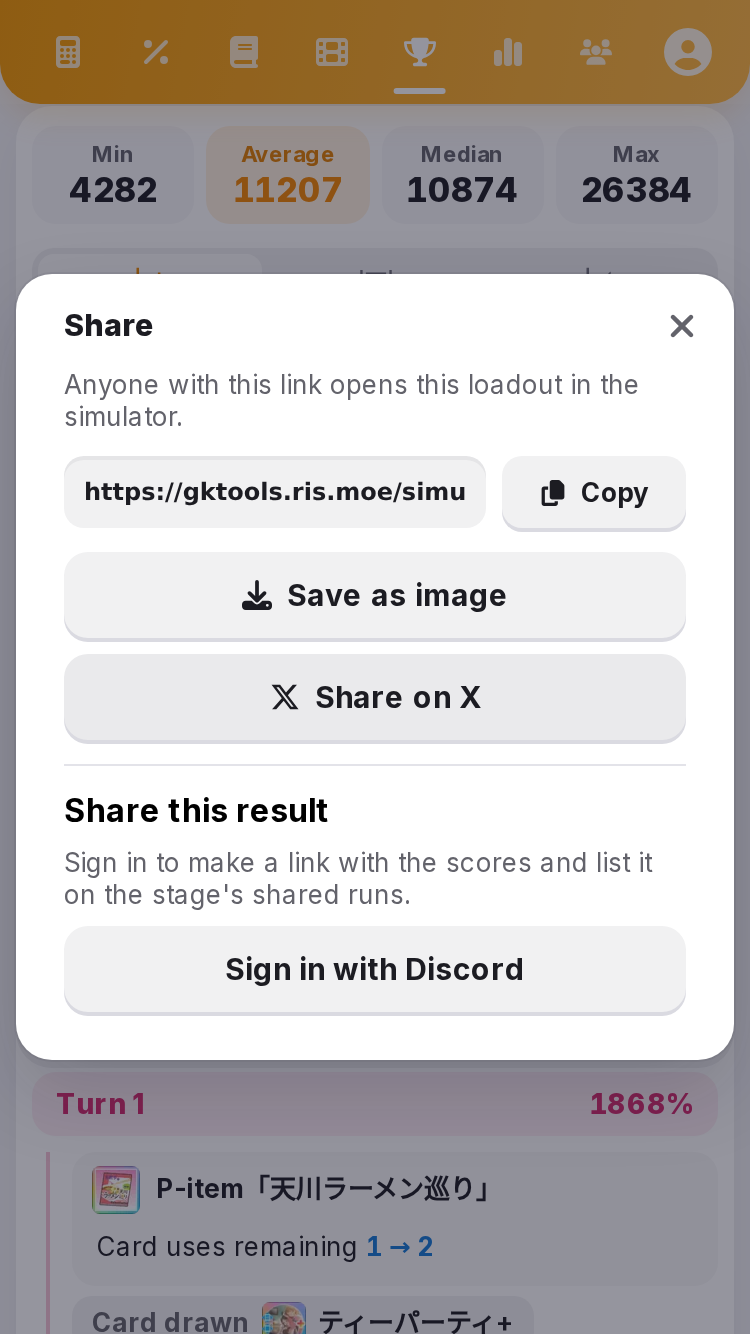 Min
Average
Median
Max
4282
11207
10874
26384
Share
Anyone with this link opens this loadout in the
simulator.
https://gktools.ris.moe/simu
Copy
Save as image
Share on X
Share this result
Sign in to make a link with the scores and list it
on the stage's shared runs.
Sign in with Discord
Turn 1
1868%
P-item「天川ラーメン巡り」
Card uses remaining 1 → 2
Card drawn ティーパーティ+